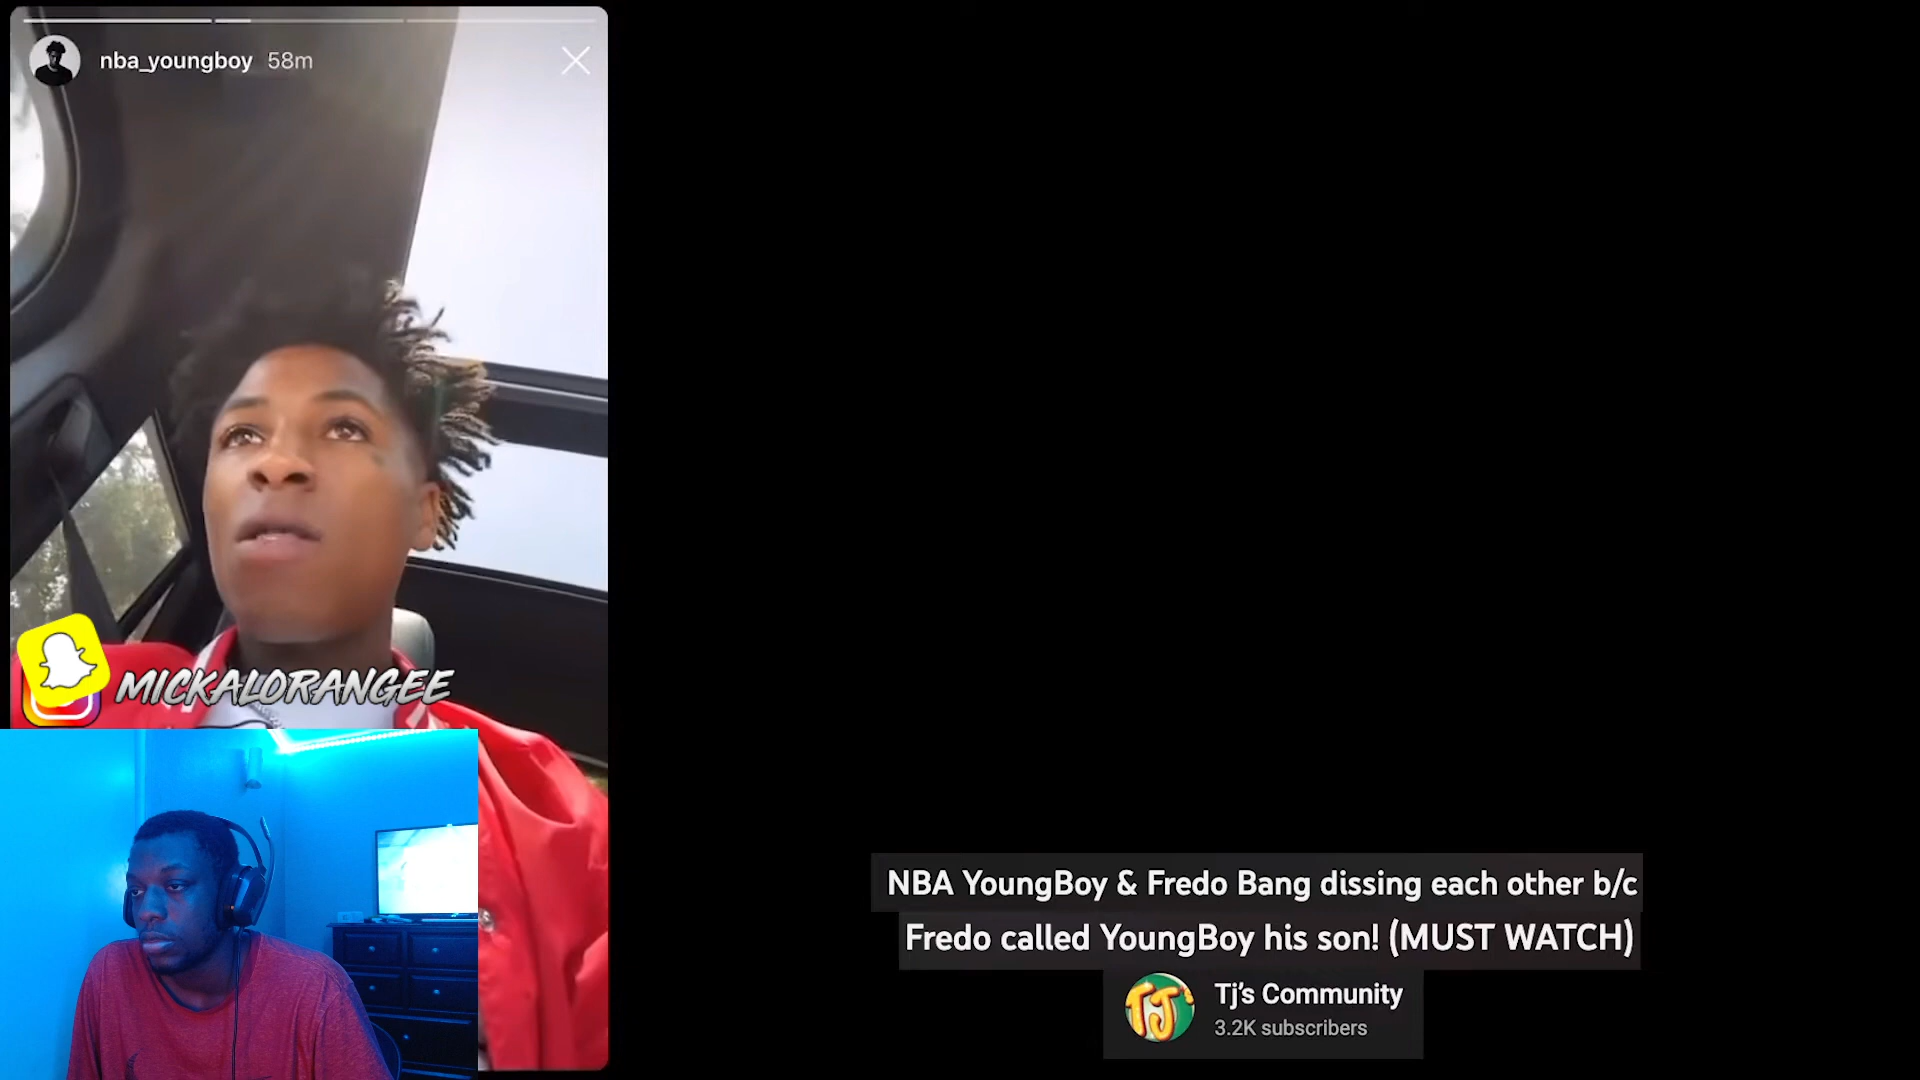 nba_youngboy 58m
MICKALORANGEE
NBA YoungBoy & Fredo Bang dissing each other b/c
Fredo called YoungBoy his son! (MUST WATCH)
TJ
Tj's Community
3.2K subscribers